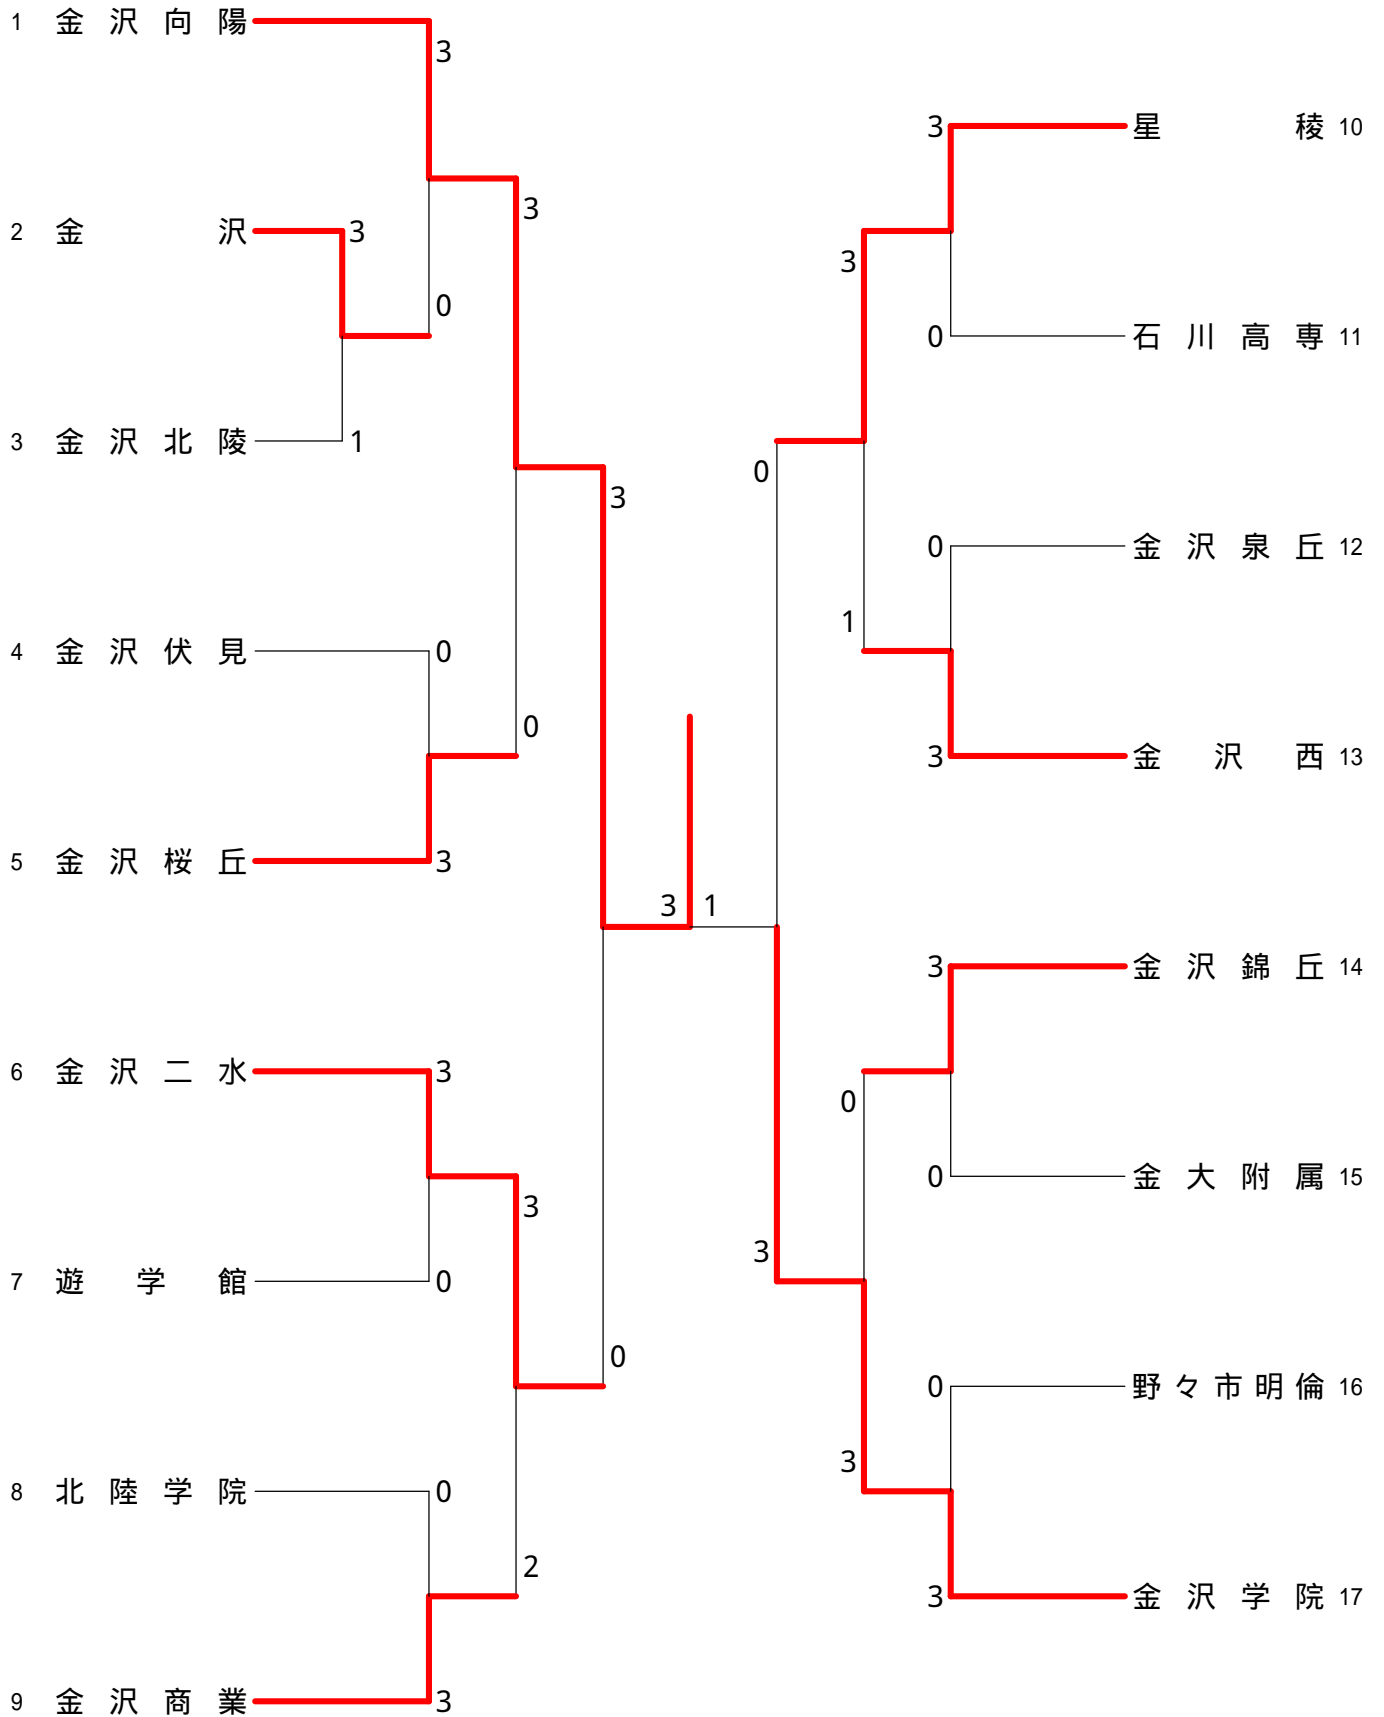 1 金沢向陽
3
3 星稜 10
3
2 金沢 3
3
0
0 石川高専 11
3 金沢北陵 1
0
3
0 金沢泉丘 12
1
4 金沢伏見 0
0
3 金沢西 13
5 金沢桜丘 3
3 1
3 金沢錦丘 14
6 金沢二水 3
0
0 金大附属 15
3
3
7 遊学館 0
0
0 野々市明倫 16
3
8 北陸学院 0
2
3 金沢学院 17
9 金沢商業 3